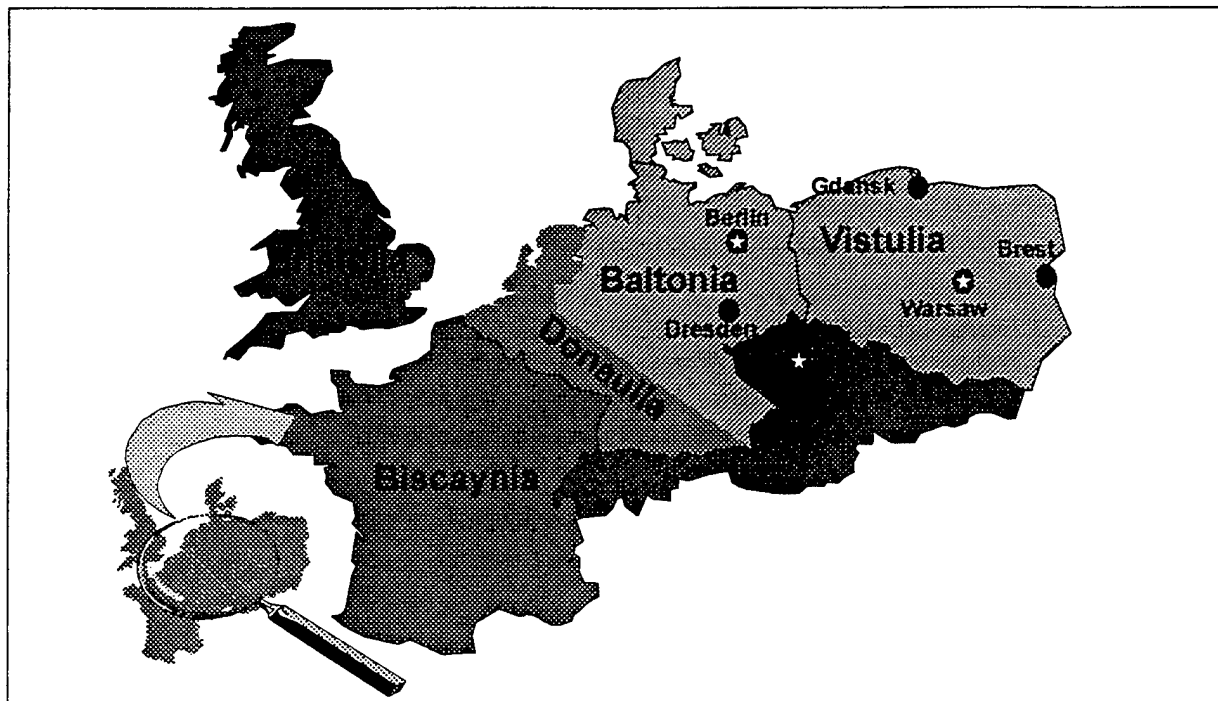 Gdansk
Berlin
Vistulia
Brest
Baltonia
Warsaw
Dresden
Donaulia
Biscaynia